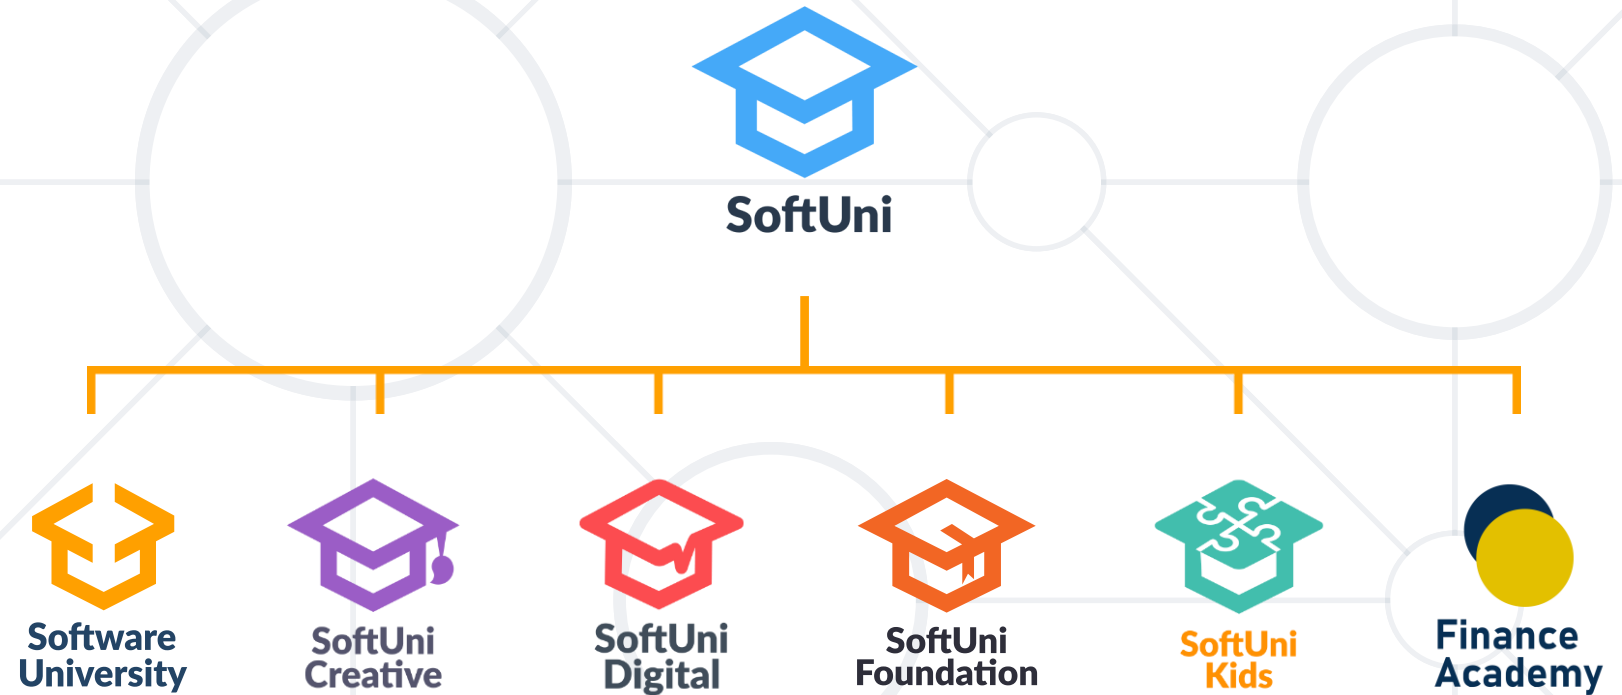 SoftUni
Software
University
SoftUni
Creative
SoftUni
Digital
SoftUni
Foundation
SoftUni
Kids
Finance
Academy